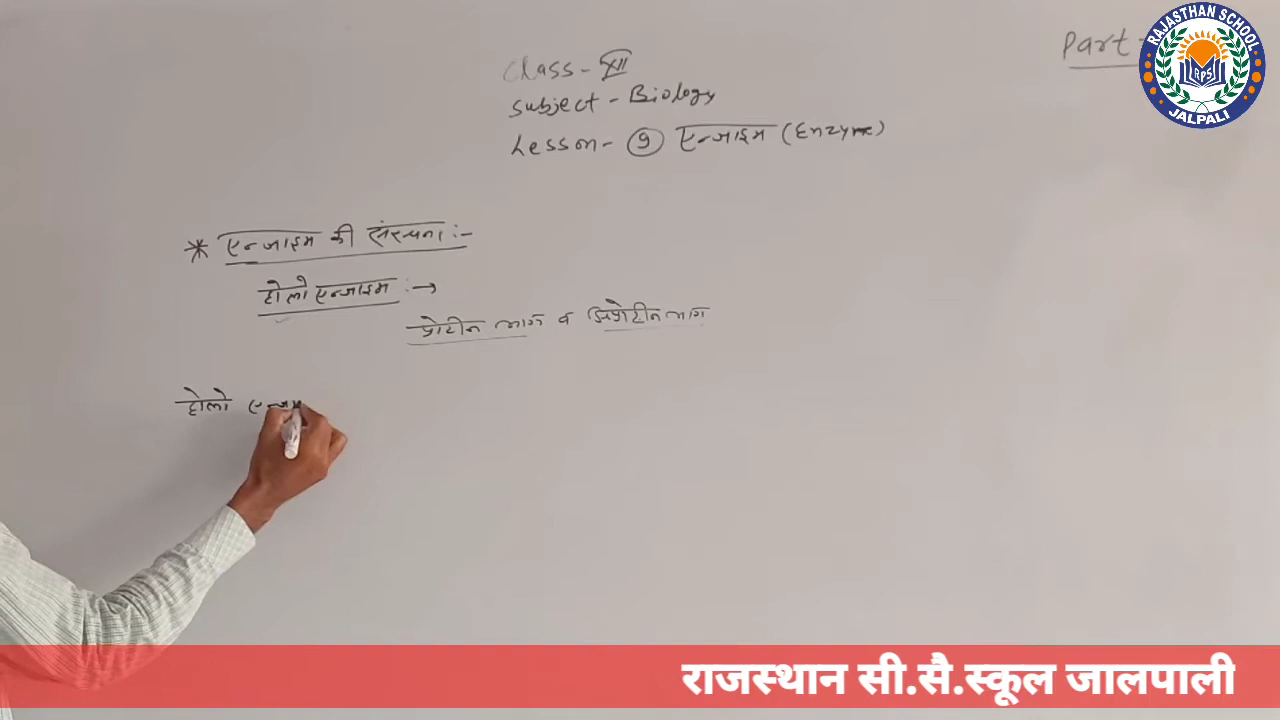 Class - XII
Subject - Biology
Lesson - 9 एन्जाइम (Enzyme)
Part -
RAJASTHAN SCHOOL
RPS
JALPALI
* एन्जाइम की संरचना :-
होलो एन्जाइम :→
प्रोटीन भाग व अप्रोटीन भाग
होलो
राजस्थान सी.सै.स्कूल जालपाली